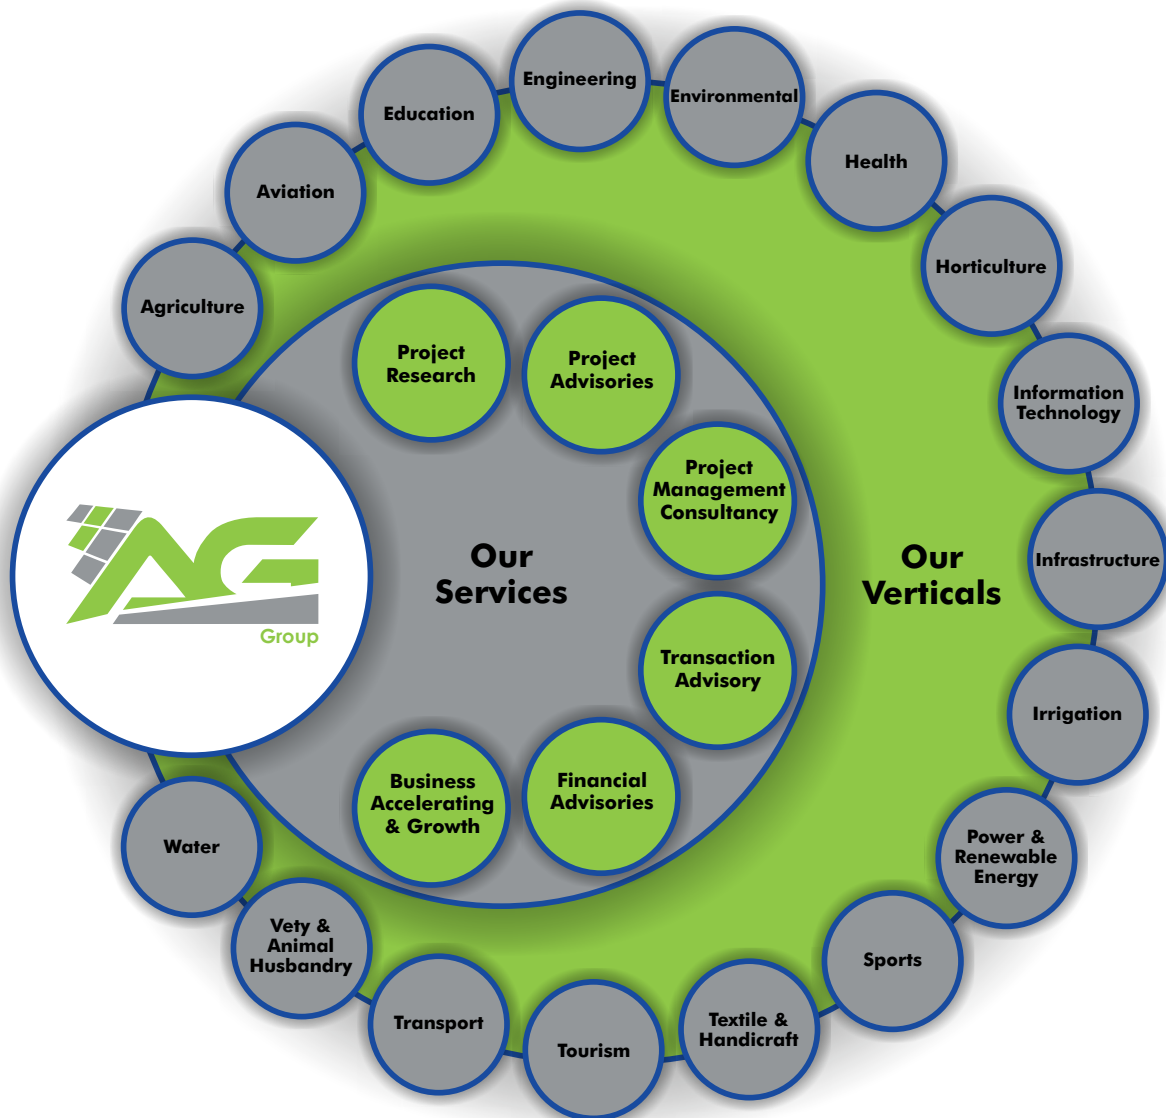 Engineering
Environmental
Education
Health
Aviation
Horticulture
Agriculture
Project
Research
Project
Advisories
Information
Technology
Project
Management
Consultancy
AG
Group
Our
Services
Our
Verticals
Infrastructure
Transaction
Advisory
Irrigation
Business
Accelerating
& Growth
Financial
Advisories
Water
Power &
Renewable
Energy
Vety &
Animal
Husbandry
Sports
Transport
Tourism
Textile &
Handicraft